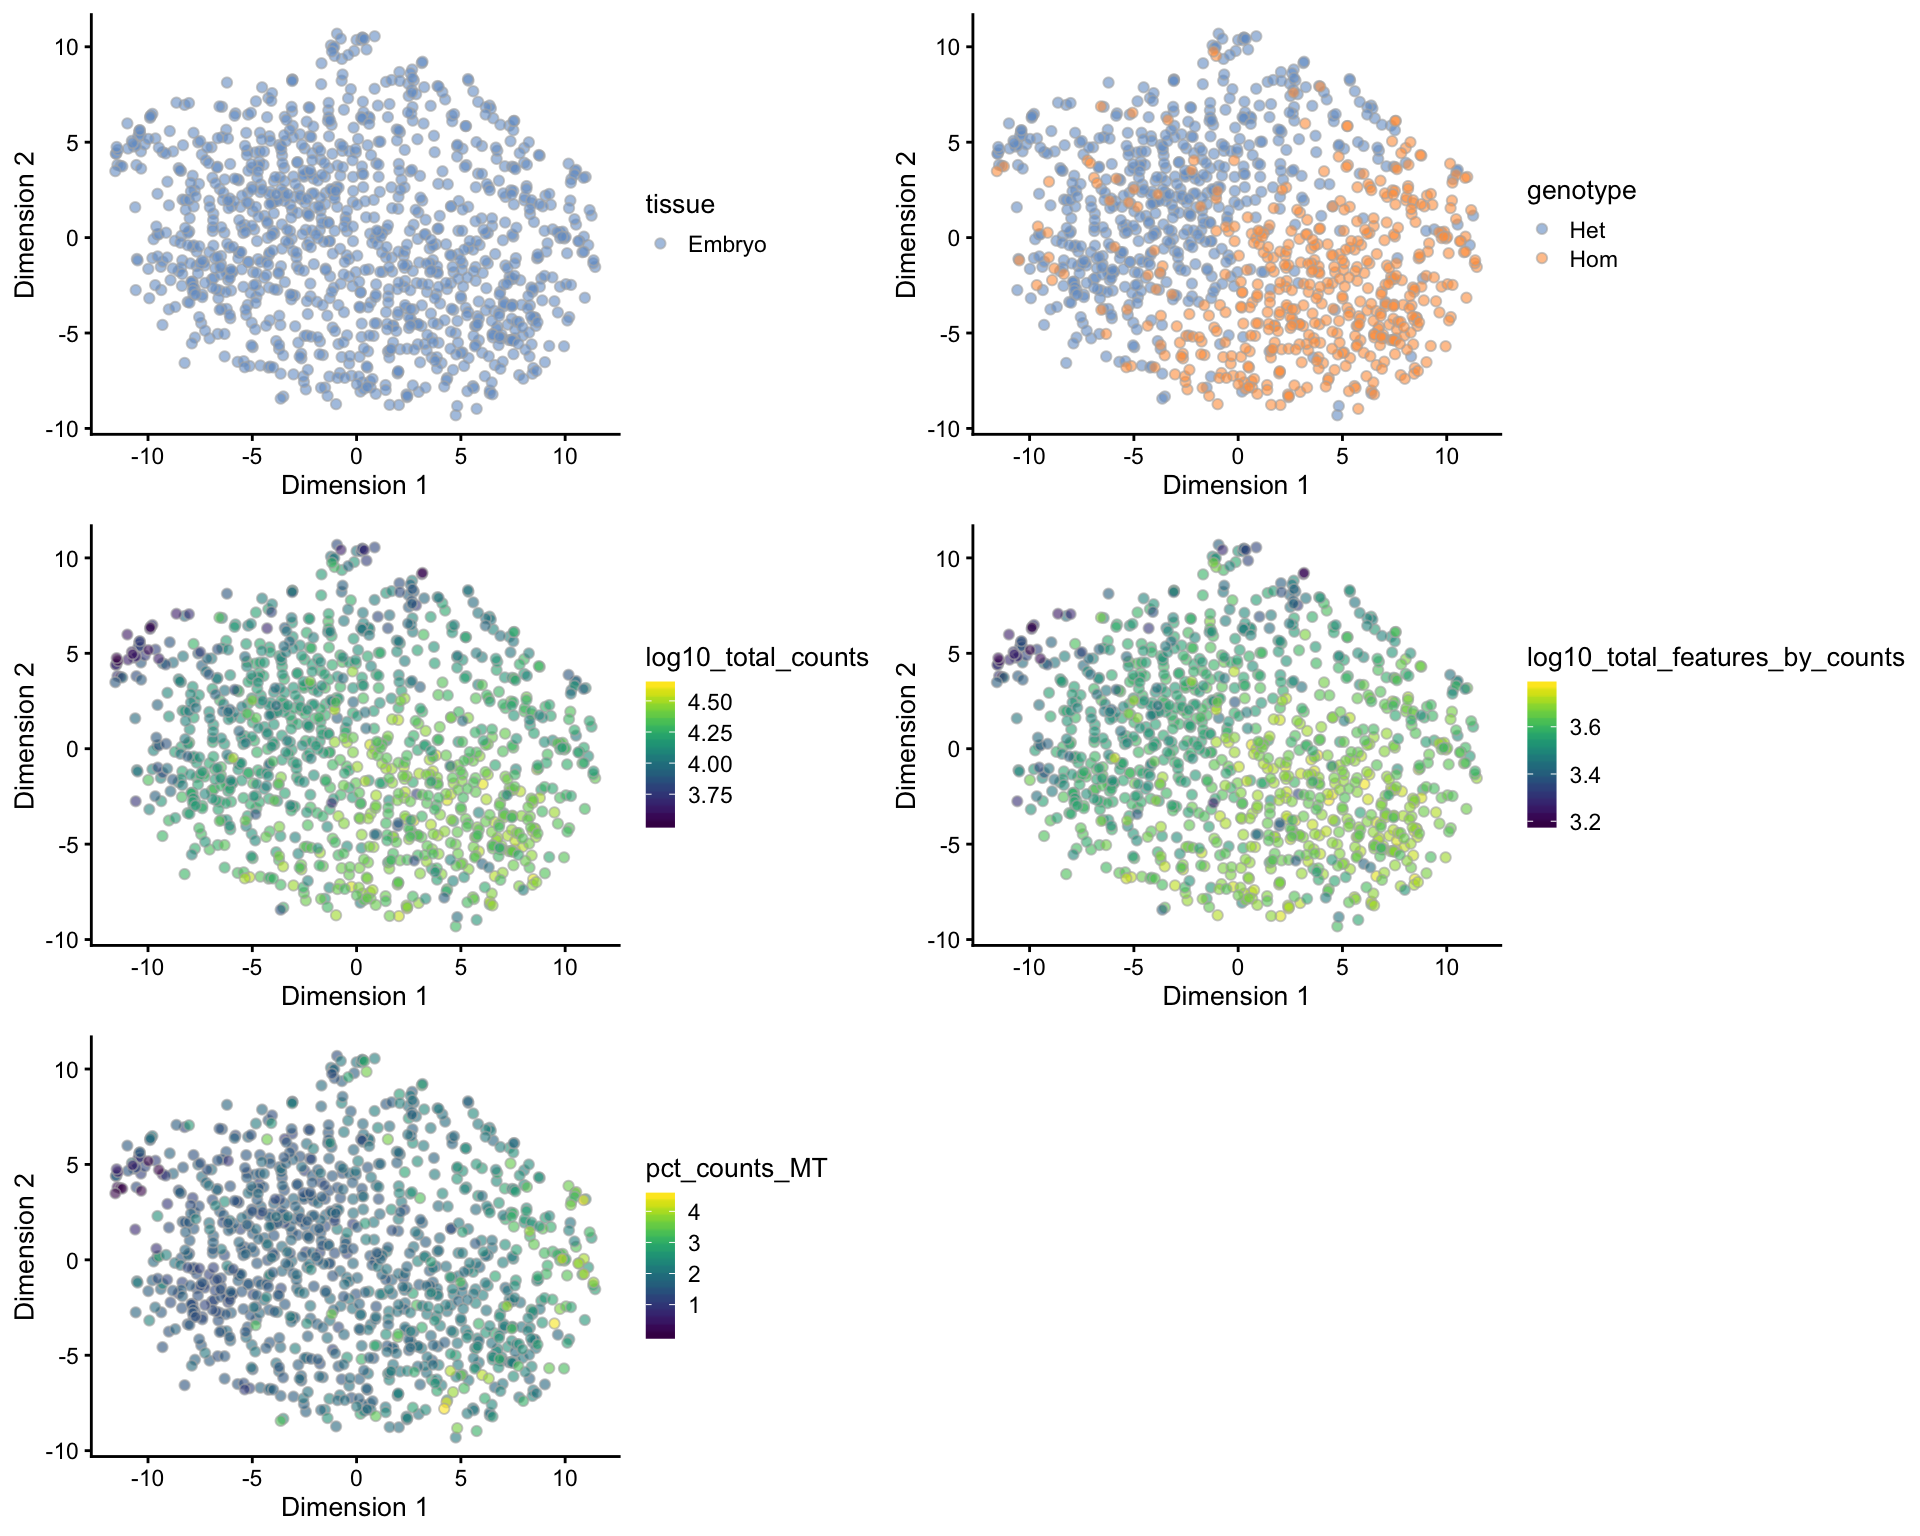 10
5
0
-5
-10
Dimension 2
-10 -5 0 5 10
Dimension 1
tissue
Embryo
10
5
0
-5
-10
Dimension 2
-10 -5 0 5 10
Dimension 1
genotype
Het
Hom
10
5
0
-5
-10
Dimension 2
-10 -5 0 5 10
Dimension 1
log10_total_counts
4.50
4.25
4.00
3.75
10
5
0
-5
-10
Dimension 2
-10 -5 0 5 10
Dimension 1
log10_total_features_by_counts
3.6
3.4
3.2
10
5
0
-5
-10
Dimension 2
-10 -5 0 5 10
Dimension 1
pct_counts_MT
4
3
2
1